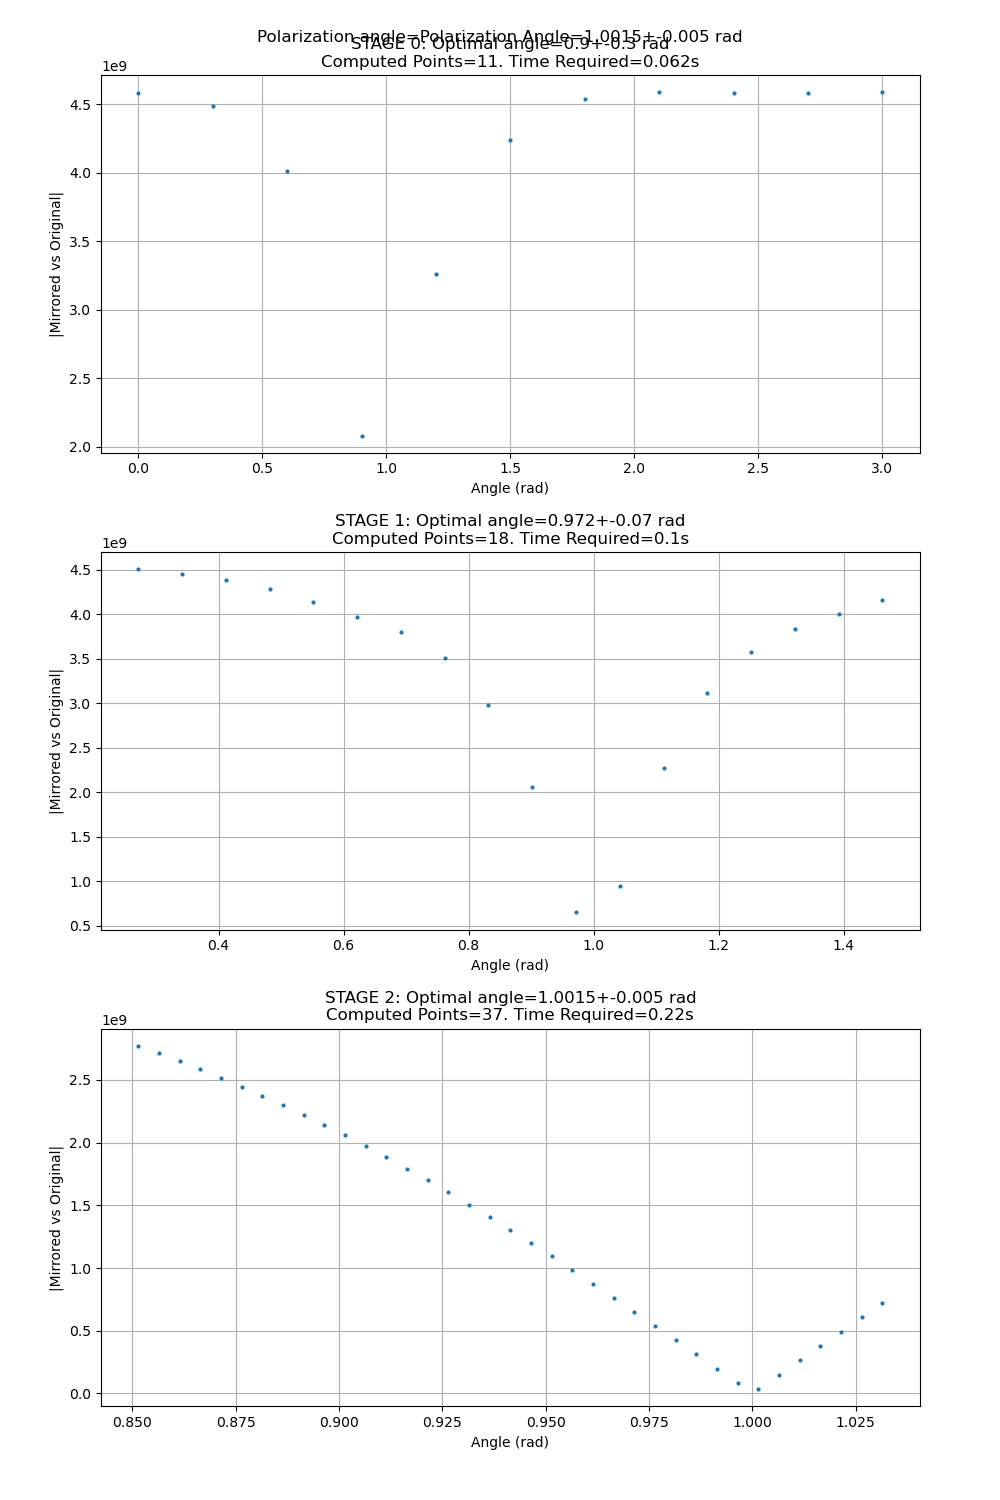 Polarization angle=Polarization Angle=1.0015+-0.005 rad
STAGE 0: Optimal angle=0.9+-0.3 rad
Computed Points=11. Time Required=0.062s
1e9
4.5
4.0
3.5
3.0
2.5
2.0
|Mirrored vs Original|
0.0 0.5 1.0 1.5 2.0 2.5 3.0
Angle (rad)
STAGE 1: Optimal angle=0.972+-0.07 rad
Computed Points=18. Time Required=0.1s
1e9
4.5
4.0
3.5
3.0
2.5
2.0
1.5
1.0
0.5
|Mirrored vs Original|
0.4 0.6 0.8 1.0 1.2 1.4
Angle (rad)
STAGE 2: Optimal angle=1.0015+-0.005 rad
Computed Points=37. Time Required=0.22s
1e9
2.5
2.0
1.5
1.0
0.5
0.0
|Mirrored vs Original|
0.850 0.875 0.900 0.925 0.950 0.975 1.000 1.025
Angle (rad)